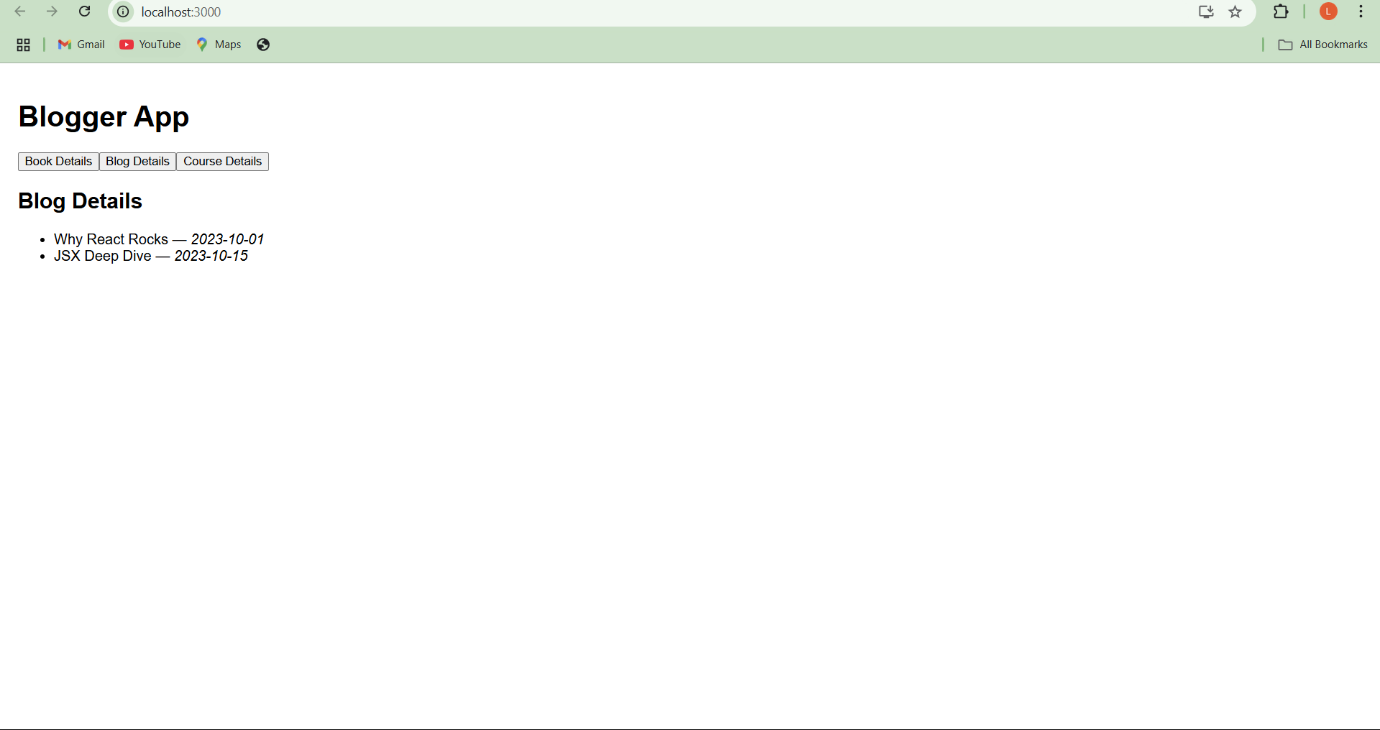 localhost:3000
L
Gmail YouTube Maps All Bookmarks
Blogger App
Book Details Blog Details Course Details
Blog Details
• Why React Rocks — 2023-10-01
• JSX Deep Dive — 2023-10-15